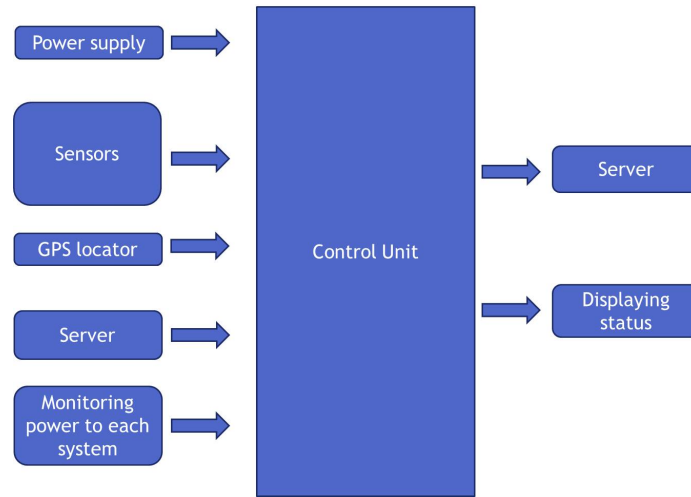 Power supply
Sensors
GPS locator
Server
Monitoring
power to each
system
Control Unit
Server
Displaying
status